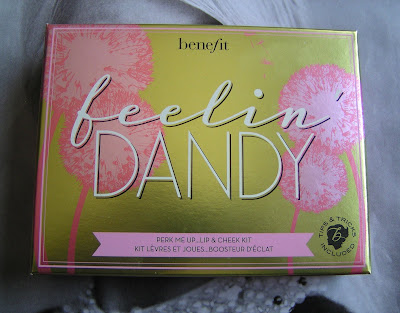 benefit
feelin'
DANDY
PERK ME UP...LIP & CHEEK KIT
KIT LÈVRES ET JOUES...BOOSTEUR D'ÉCLAT
TIPS & TRICKS
INCLUDED